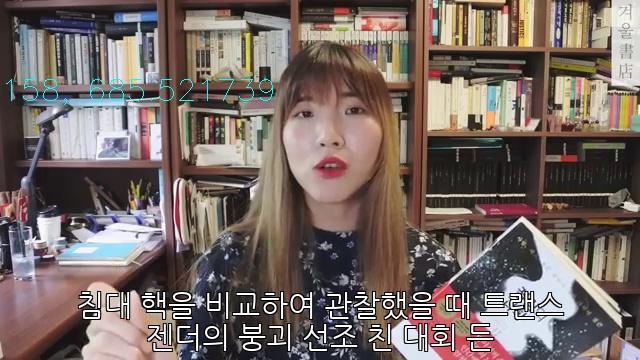 겨울書店
158, 685.521739
침대 핵을 비교하여 관찰했을 때 트랜스
젠더의 붕괴 선조 친 대회 든